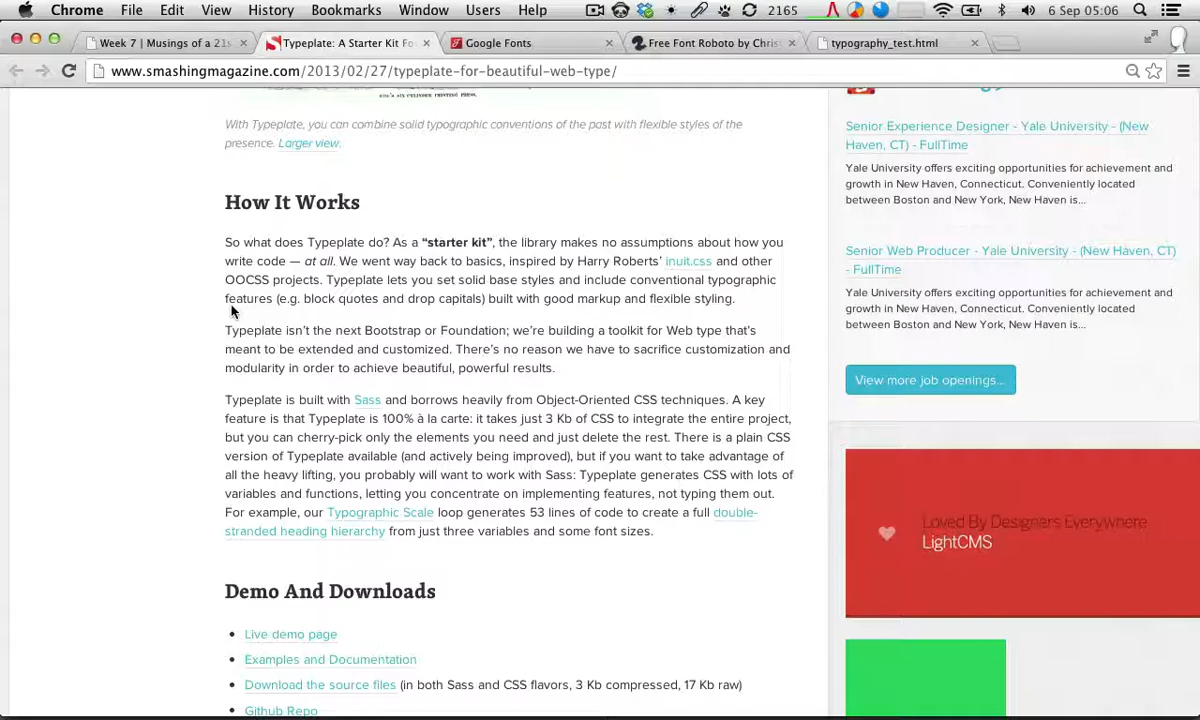 Chrome File Edit View History Bookmarks Window Users Help 2165 6 Sep 05:06
Week 7 | Musings of a 21s
Typeplate: A Starter Kit Fo
Google Fonts
Free Font Roboto by Chris
typography_test.html
www.smashingmagazine.com/2013/02/27/typeplate-for-beautiful-web-type/
With Typeplate, you can combine solid typographic conventions of the past with flexible styles of the
presence. Larger view.
How It Works
So what does Typeplate do? As a “starter kit”, the library makes no assumptions about how you
write code — at all. We went way back to basics, inspired by Harry Roberts’ inuit.css and other
OOCSS projects. Typeplate lets you set solid base styles and include conventional typographic
features (e.g. block quotes and drop capitals) built with good markup and flexible styling.
Typeplate isn’t the next Bootstrap or Foundation; we’re building a toolkit for Web type that’s
meant to be extended and customized. There’s no reason we have to sacrifice customization and
modularity in order to achieve beautiful, powerful results.
Typeplate is built with Sass and borrows heavily from Object-Oriented CSS techniques. A key
feature is that Typeplate is 100% à la carte: it takes just 3 Kb of CSS to integrate the entire project,
but you can cherry-pick only the elements you need and just delete the rest. There is a plain CSS
version of Typeplate available (and actively being improved), but if you want to take advantage of
all the heavy lifting, you probably will want to work with Sass: Typeplate generates CSS with lots of
variables and functions, letting you concentrate on implementing features, not typing them out.
For example, our Typographic Scale loop generates 53 lines of code to create a full double-
stranded heading hierarchy from just three variables and some font sizes.
Demo And Downloads
Live demo page
Examples and Documentation
Download the source files (in both Sass and CSS flavors, 3 Kb compressed, 17 Kb raw)
Github Repo
Senior Experience Designer - Yale University - (New
Haven, CT) - FullTime
Yale University offers exciting opportunities for achievement and
growth in New Haven, Connecticut. Conveniently located
between Boston and New York, New Haven is...
Senior Web Producer - Yale University - (New Haven, CT)
- FullTime
Yale University offers exciting opportunities for achievement and
growth in New Haven, Connecticut. Conveniently located
between Boston and New York, New Haven is...
View more job openings...
Loved By Designers Everywhere
LightCMS